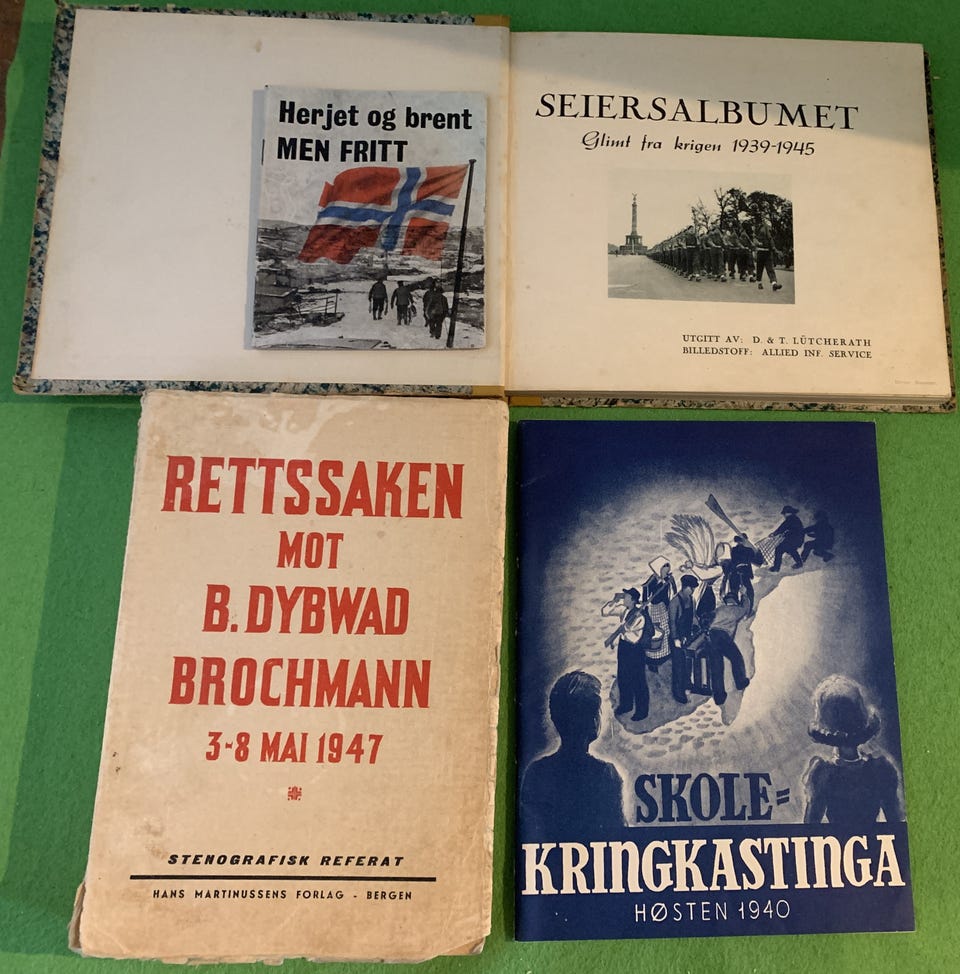 Herjet og brent
MEN FRITT
SEIERSALBUMET
Glimt fra krigen 1939-1945
UTGITT AV: D. & T. LÜTCHERATH
BILLEDSTOFF: ALLIED INF. SERVICE
RETTSSAKEN
MOT
B. DYBWAD
BROCHMANN
3-8 MAI 1947
STENOGRAFISK REFERAT
HANS MARTINUSSENS FORLAG - BERGEN
SKOLE=
KRINGKASTINGA
HØSTEN 1940